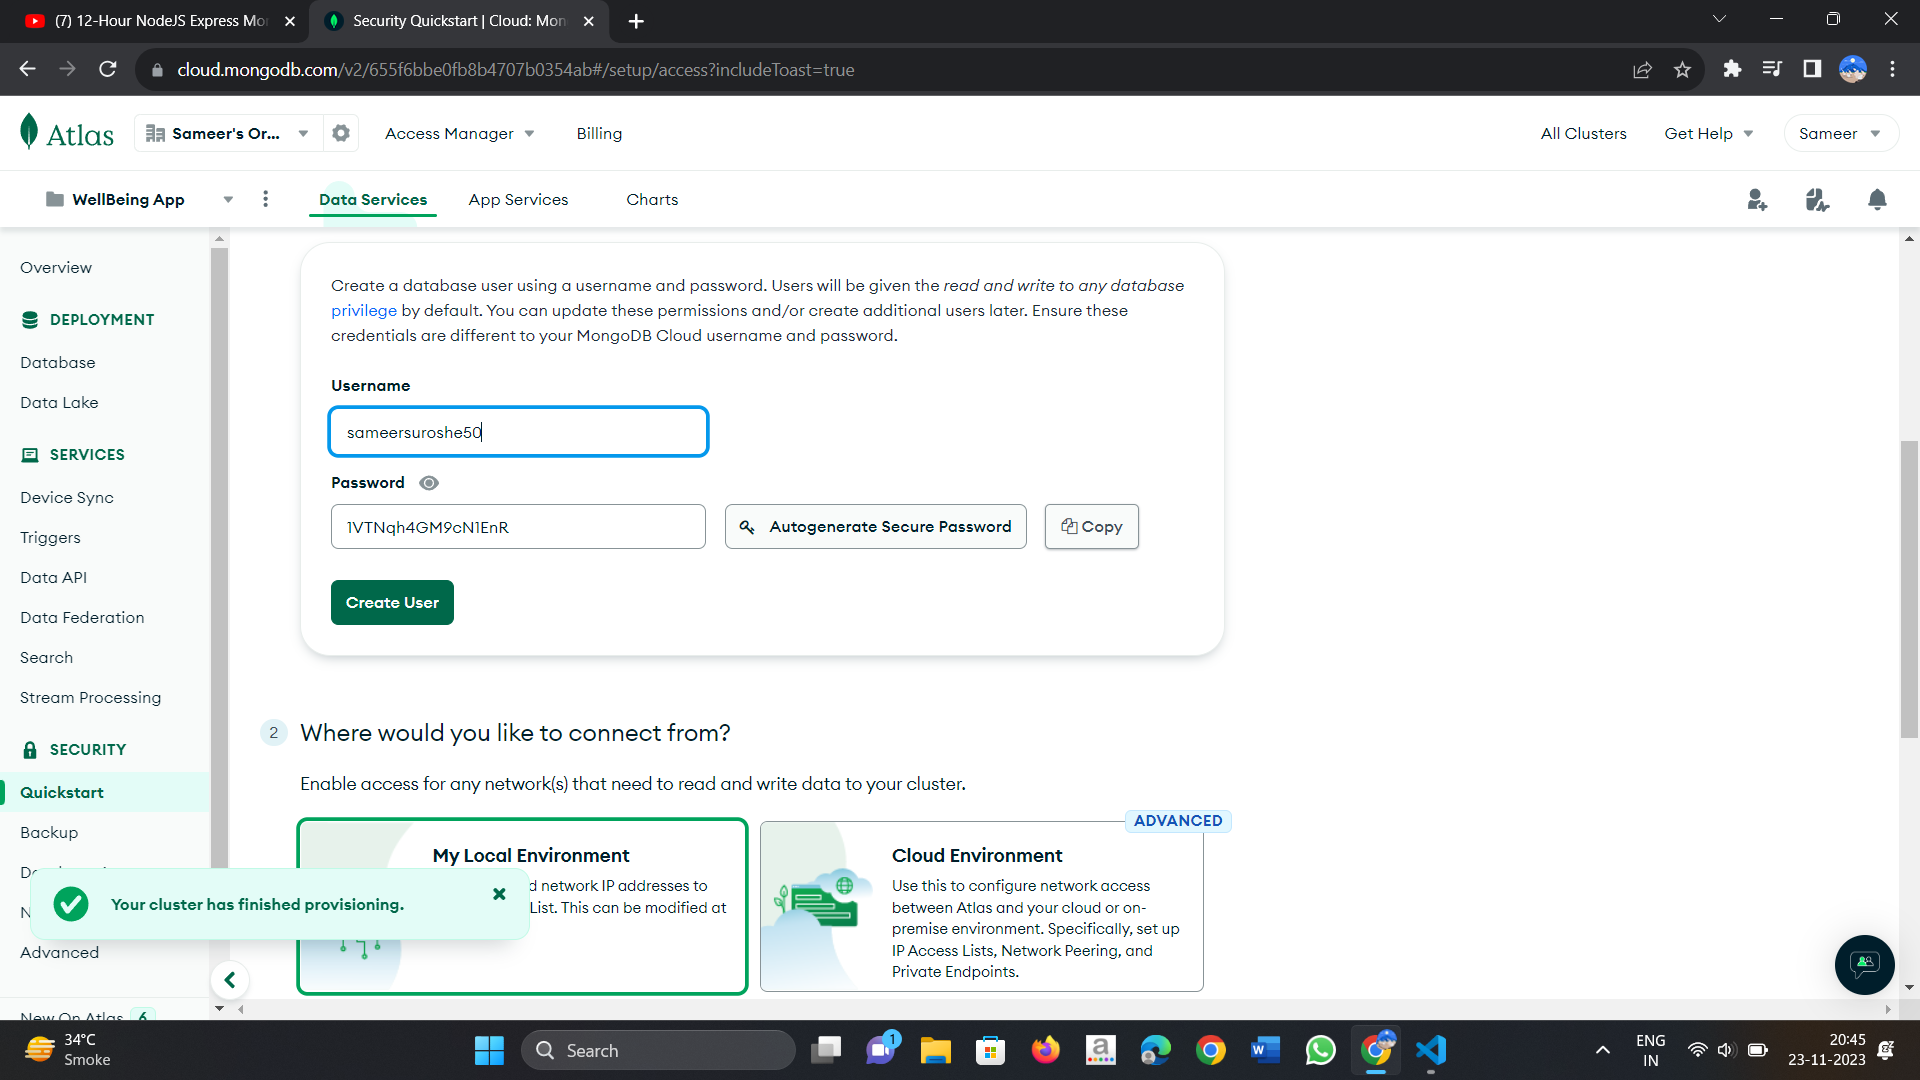 (7) 12-Hour NodeJS Express Mo
Security Quickstart | Cloud: Mon
cloud.mongodb.com/v2/655f6bbe0fb8b4707b0354ab#/setup/access?includeToast=true
Atlas
Sameer's Or...
Access Manager
Billing
All Clusters
Get Help
Sameer
WellBeing App
Data Services
App Services
Charts
Overview
DEPLOYMENT
Database
Data Lake
SERVICES
Device Sync
Triggers
Data API
Data Federation
Search
Stream Processing
SECURITY
Quickstart
Backup
Advanced
New On Atlas 6
Create a database user using a username and password. Users will be given the read and write to any database
privilege by default. You can update these permissions and/or create additional users later. Ensure these
credentials are different to your MongoDB Cloud username and password.
Username
sameersuroshe50
Password
1VTNqh4GM9cN1EnR
Autogenerate Secure Password
Copy
Create User
2
Where would you like to connect from?
Enable access for any network(s) that need to read and write data to your cluster.
My Local Environment
d network IP addresses to
List. This can be modified at
ADVANCED
Cloud Environment
Use this to configure network access
between Atlas and your cloud or on-
premise environment. Specifically, set up
IP Access Lists, Network Peering, and
Private Endpoints.
Your cluster has finished provisioning.
34°C
Smoke
Search
1
ENG
IN
20:45
23-11-2023